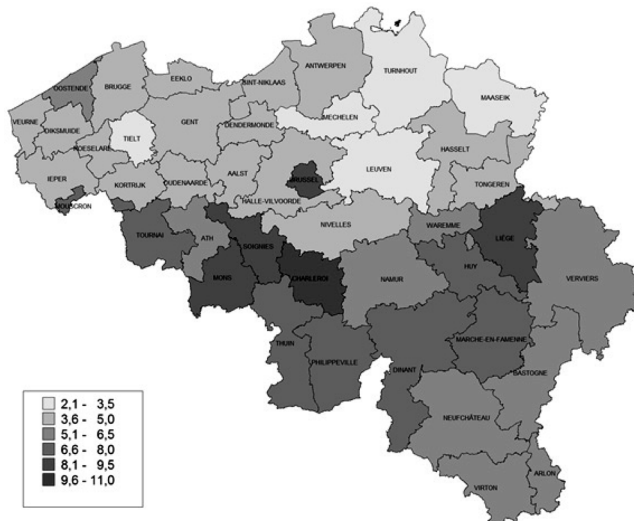 ANTWERPEN
TURNHOUT
OOSTENDE
BRUGGE
EEKLO
SINT-NIKLAAS
MAASEIK
VEURNE
DIKSMUIDE
ROESELARE
TIELT
GENT
DENDERMONDE
MECHELEN
HASSELT
LEUVEN
IEPER
KORTRIJK
OUDENAARDE
AALST
BRUSSEL
TONGEREN
MOUSCRON
HALLE-VILVOORDE
NIVELLES
WAREMME
LIÈGE
TOURNAI
ATH
SOIGNIES
HUY
VERVIERS
MONS
CHARLEROI
NAMUR
THUIN
PHILIPPEVILLE
DINANT
MARCHE-EN-FAMENNE
BASTOGNE
NEUFCHÂTEAU
ARLON
VIRTON
2,1 - 3,5
3,6 - 5,0
5,1 - 6,5
6,6 - 8,0
8,1 - 9,5
9,6 - 11,0